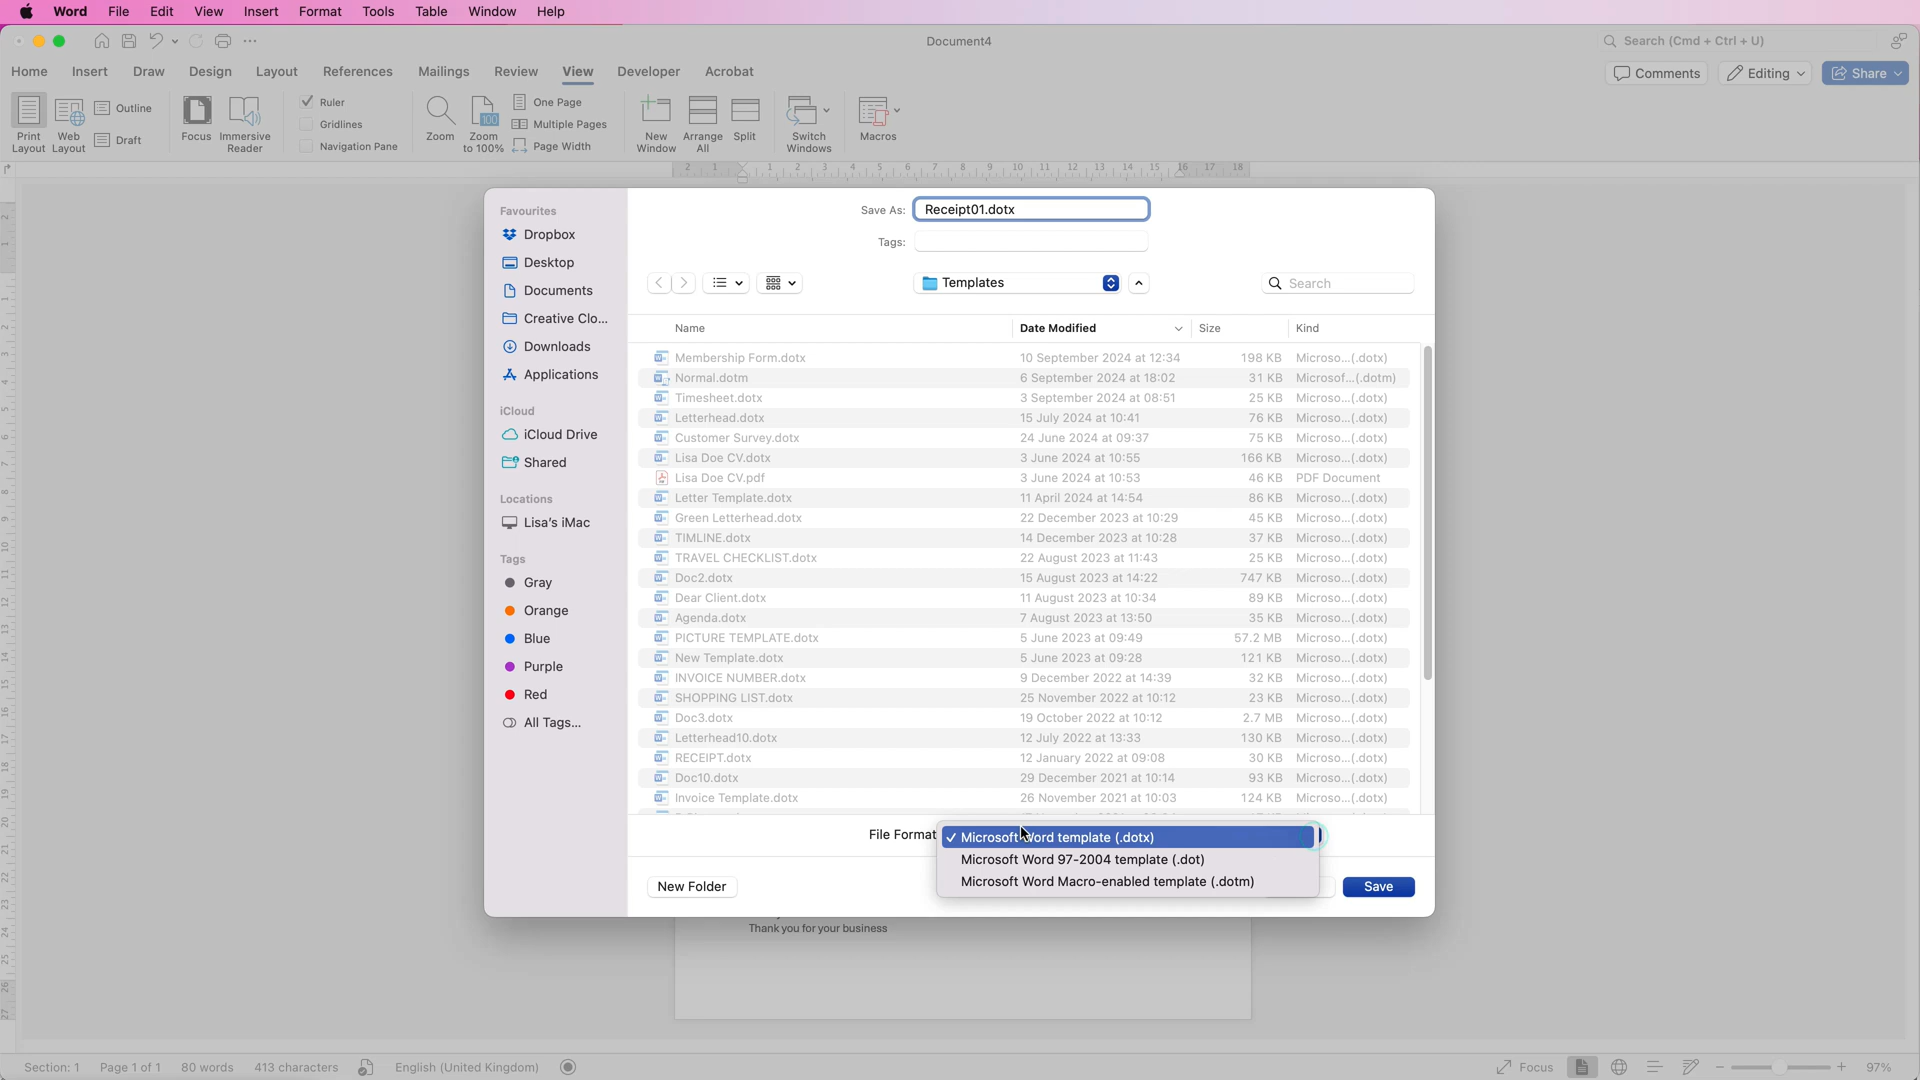 Word File Edit View Insert Format Tools Table Window Help
Document4
Search (Cmd + Ctrl + U)
Home Insert Draw Design Layout References Mailings Review View Developer Acrobat
Comments Editing Share
Print Layout
Web Layout
Outline
Draft
Focus
Immersive Reader
Ruler
Gridlines
Navigation Pane
Zoom
100
Zoom to 100%
One Page
Multiple Pages
Page Width
New Window
Arrange All
Split
Switch Windows
Macros
2 1 1 2 3 4 5 6 7 8 9 10 11 12 13 14 15 16 17 18
Favourites
Dropbox
Desktop
Documents
Creative Clo...
Downloads
Applications
iCloud
iCloud Drive
Shared
Locations
Lisa's iMac
Tags
Gray
Orange
Blue
Purple
Red
All Tags...
Save As: Receipt01.dotx
Tags:
Templates
Search
Name Date Modified Size Kind
Membership Form.dotx 10 September 2024 at 12:34 198 KB Microso...(.dotx)
Normal.dotm 6 September 2024 at 18:02 31 KB Microsof...(.dotm)
Timesheet.dotx 3 September 2024 at 08:51 25 KB Microso...(.dotx)
Letterhead.dotx 15 July 2024 at 10:41 76 KB Microso...(.dotx)
Customer Survey.dotx 24 June 2024 at 09:37 75 KB Microso...(.dotx)
Lisa Doe CV.dotx 3 June 2024 at 10:55 166 KB Microso...(.dotx)
Lisa Doe CV.pdf 3 June 2024 at 10:53 46 KB PDF Document
Letter Template.dotx 11 April 2024 at 14:54 86 KB Microso...(.dotx)
Green Letterhead.dotx 22 December 2023 at 10:29 45 KB Microso...(.dotx)
TIMLINE.dotx 14 December 2023 at 10:28 37 KB Microso...(.dotx)
TRAVEL CHECKLIST.dotx 22 August 2023 at 11:43 25 KB Microso...(.dotx)
Doc2.dotx 15 August 2023 at 14:22 747 KB Microso...(.dotx)
Dear Client.dotx 11 August 2023 at 10:34 89 KB Microso...(.dotx)
Agenda.dotx 7 August 2023 at 13:50 35 KB Microso...(.dotx)
PICTURE TEMPLATE.dotx 5 June 2023 at 09:49 57.2 MB Microso...(.dotx)
New Template.dotx 5 June 2023 at 09:28 121 KB Microso...(.dotx)
INVOICE NUMBER.dotx 9 December 2022 at 14:39 32 KB Microso...(.dotx)
SHOPPING LIST.dotx 25 November 2022 at 10:12 23 KB Microso...(.dotx)
Doc3.dotx 19 October 2022 at 10:12 2.7 MB Microso...(.dotx)
Letterhead10.dotx 12 July 2022 at 13:33 130 KB Microso...(.dotx)
RECEIPT.dotx 12 January 2022 at 09:08 30 KB Microso...(.dotx)
Doc10.dotx 29 December 2021 at 10:14 93 KB Microso...(.dotx)
Invoice Template.dotx 26 November 2021 at 10:03 124 KB Microso...(.dotx)
File Format
Microsoft Word template (.dotx)
Microsoft Word 97-2004 template (.dot)
Microsoft Word Macro-enabled template (.dotm)
New Folder
Save
Thank you for your business
Section: 1 Page 1 of 1 80 words 413 characters English (United Kingdom) Focus 97%